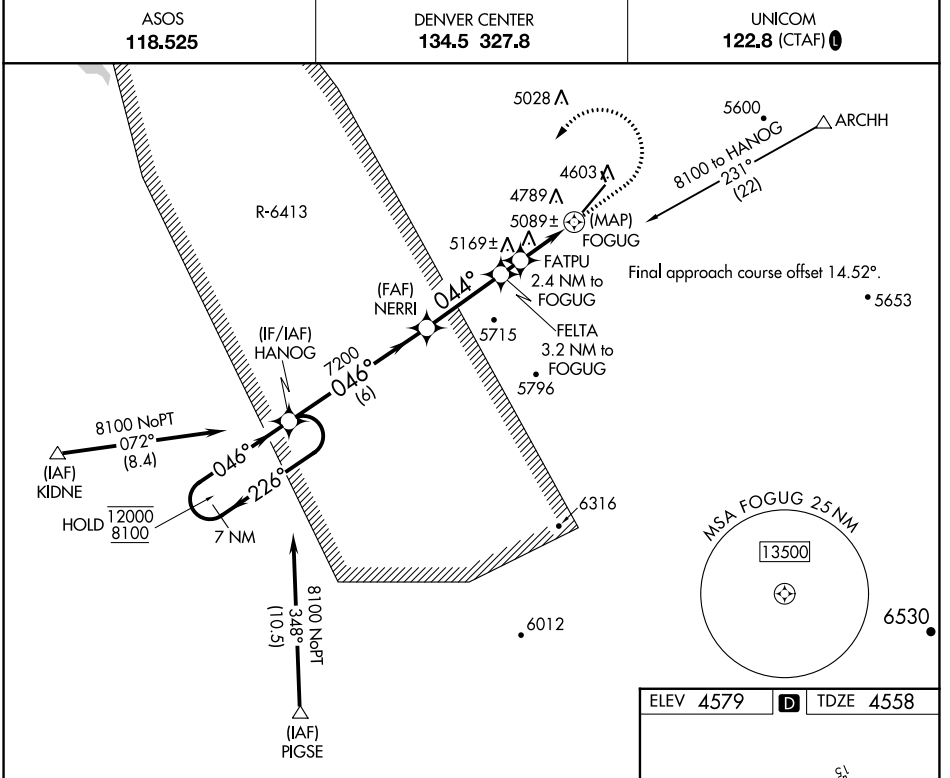 ASOS
118.525
DENVER CENTER
134.5 327.8
UNICOM
122.8 (CTAF) L
5028
5600
ARCHH
8100 to HANOG
231°
(22)
4603
4789
R-6413
5089±
(MAP)
FOGUG
5169±
FATPU
2.4 NM to
FOGUG
Final approach course offset 14.52°.
(FAF)
NERRI
044°
5653
FELTA
3.2 NM to
FOGUG
5715
(IF/IAF)
HANOG
7200
046°
(6)
5796
8100 NoPT
072°
(8.4)
(IAF)
KIDNE
046°
226°
HOLD 12000
8100
7 NM
6316
MSA FOGUG 25 NM
13500
8100 NoPT
348°
(10.5)
6012
6530
(IAF)
PIGSE
ELEV 4579 D TDZE 4558